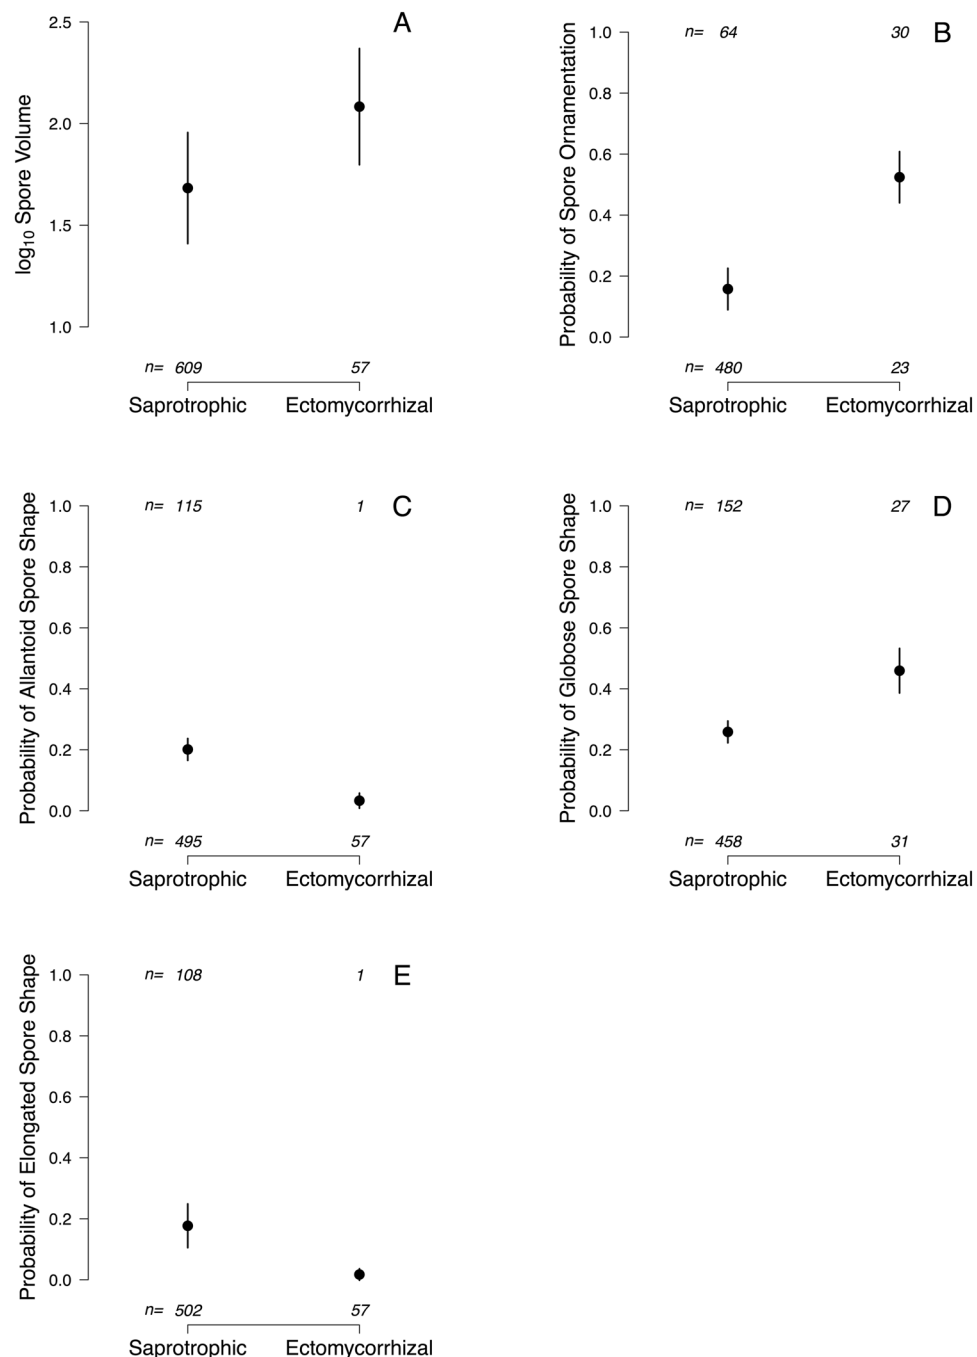 A
log10 Spore Volume
2.5
2.0
1.5
1.0
n= 609 57
Saprotrophic Ectomycorrhizal
B
Probability of Spore Ornamentation
n= 64 30
1.0
0.8
0.6
0.4
0.2
0.0
n= 480 23
Saprotrophic Ectomycorrhizal
C
Probability of Allantoid Spore Shape
n= 115 1
1.0
0.8
0.6
0.4
0.2
0.0
n= 495 57
Saprotrophic Ectomycorrhizal
D
Probability of Globose Spore Shape
n= 152 27
1.0
0.8
0.6
0.4
0.2
0.0
n= 458 31
Saprotrophic Ectomycorrhizal
E
Probability of Elongated Spore Shape
n= 108 1
1.0
0.8
0.6
0.4
0.2
0.0
n= 502 57
Saprotrophic Ectomycorrhizal